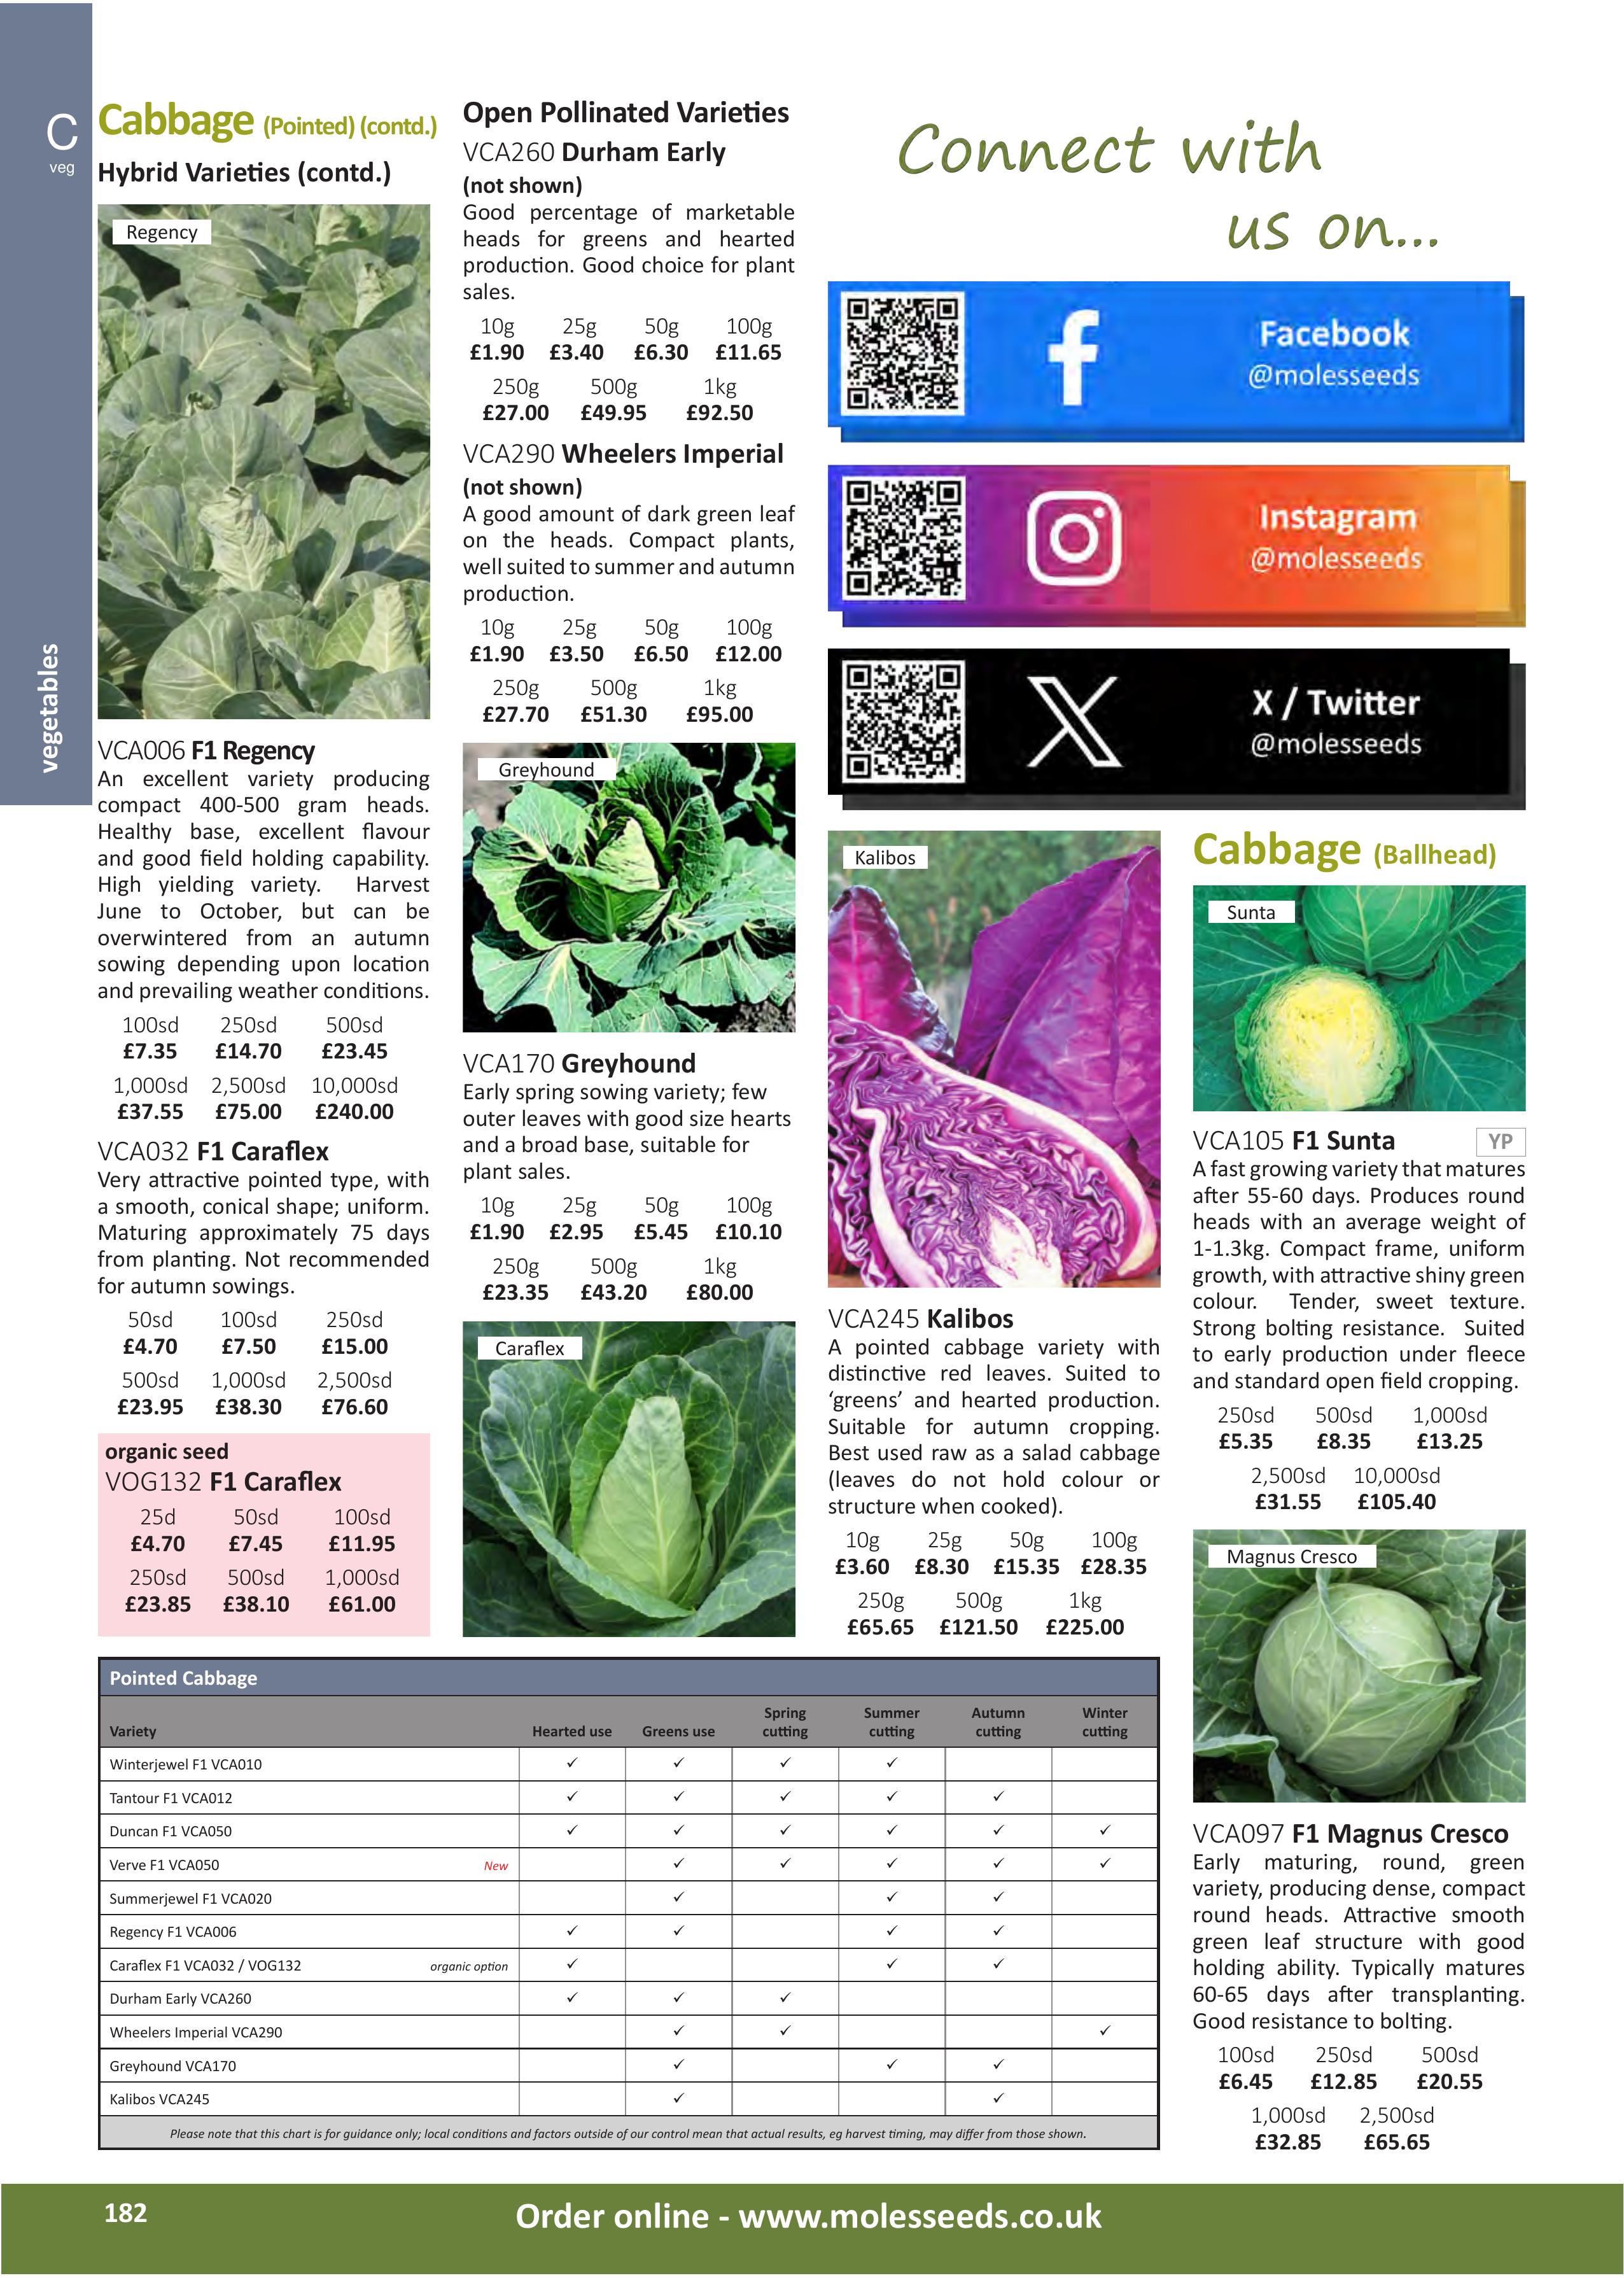 C
veg
vegetables
Cabbage (Pointed) (contd.)
Hybrid Varieties (contd.)
Regency
VCA006 F1 Regency
An excellent variety producing
compact 400-500 gram heads.
Healthy base, excellent flavour
and good field holding capability.
High yielding variety. Harvest
June to October, but can be
overwintered from an autumn
sowing depending upon location
and prevailing weather conditions.
100sd 250sd 500sd
£7.35 £14.70 £23.45
1,000sd 2,500sd 10,000sd
£37.55 £75.00 £240.00
VCA032 F1 Caraflex
Very attractive pointed type, with
a smooth, conical shape; uniform.
Maturing approximately 75 days
from planting. Not recommended
for autumn sowings.
50sd 100sd 250sd
£4.70 £7.50 £15.00
500sd 1,000sd 2,500sd
£23.95 £38.30 £76.60
organic seed
VOG132 F1 Caraflex
25d 50sd 100sd
£4.70 £7.45 £11.95
250sd 500sd 1,000sd
£23.85 £38.10 £61.00
Open Pollinated Varieties
VCA260 Durham Early
(not shown)
Good percentage of marketable
heads for greens and hearted
production. Good choice for plant
sales.
10g 25g 50g 100g
£1.90 £3.40 £6.30 £11.65
250g 500g 1kg
£27.00 £49.95 £92.50
VCA290 Wheelers Imperial
(not shown)
A good amount of dark green leaf
on the heads. Compact plants,
well suited to summer and autumn
production.
10g 25g 50g 100g
£1.90 £3.50 £6.50 £12.00
250g 500g 1kg
£27.70 £51.30 £95.00
Greyhound
VCA170 Greyhound
Early spring sowing variety; few
outer leaves with good size hearts
and a broad base, suitable for
plant sales.
10g 25g 50g 100g
£1.90 £2.95 £5.45 £10.10
250g 500g 1kg
£23.35 £43.20 £80.00
Caraflex
Connect with
us on...
Facebook
@molesseeds
Instagram
@molesseeds
X / Twitter
@molesseeds
Kalibos
VCA245 Kalibos
A pointed cabbage variety with
distinctive red leaves. Suited to
‘greens’ and hearted production.
Suitable for autumn cropping.
Best used raw as a salad cabbage
(leaves do not hold colour or
structure when cooked).
10g 25g 50g 100g
£3.60 £8.30 £15.35 £28.35
250g 500g 1kg
£65.65 £121.50 £225.00
Cabbage (Ballhead)
Sunta
VCA105 F1 Sunta YP
A fast growing variety that matures
after 55-60 days. Produces round
heads with an average weight of
1-1.3kg. Compact frame, uniform
growth, with attractive shiny green
colour. Tender, sweet texture.
Strong bolting resistance. Suited
to early production under fleece
and standard open field cropping.
250sd 500sd 1,000sd
£5.35 £8.35 £13.25
2,500sd 10,000sd
£31.55 £105.40
Magnus Cresco
VCA097 F1 Magnus Cresco
Early maturing, round, green
variety, producing dense, compact
round heads. Attractive smooth
green leaf structure with good
holding ability. Typically matures
60-65 days after transplanting.
Good resistance to bolting.
100sd 250sd 500sd
£6.45 £12.85 £20.55
1,000sd 2,500sd
£32.85 £65.65
Pointed Cabbage
Variety Hearted use Greens use Spring cutting Summer cutting Autumn cutting Winter cutting
Winterjewel F1 VCA010 ✓ ✓ ✓ ✓
Tantour F1 VCA012 ✓ ✓ ✓ ✓ ✓
Duncan F1 VCA050 ✓ ✓ ✓ ✓ ✓ ✓
Verve F1 VCA050 New ✓ ✓ ✓ ✓ ✓
Summerjewel F1 VCA020 ✓ ✓ ✓
Regency F1 VCA006 ✓ ✓ ✓ ✓
Caraflex F1 VCA032 / VOG132 organic option ✓ ✓ ✓
Durham Early VCA260 ✓ ✓ ✓
Wheelers Imperial VCA290 ✓ ✓ ✓
Greyhound VCA170 ✓ ✓ ✓
Kalibos VCA245 ✓ ✓
Please note that this chart is for guidance only; local conditions and factors outside of our control mean that actual results, eg harvest timing, may differ from those shown.
182
Order online - www.molesseeds.co.uk